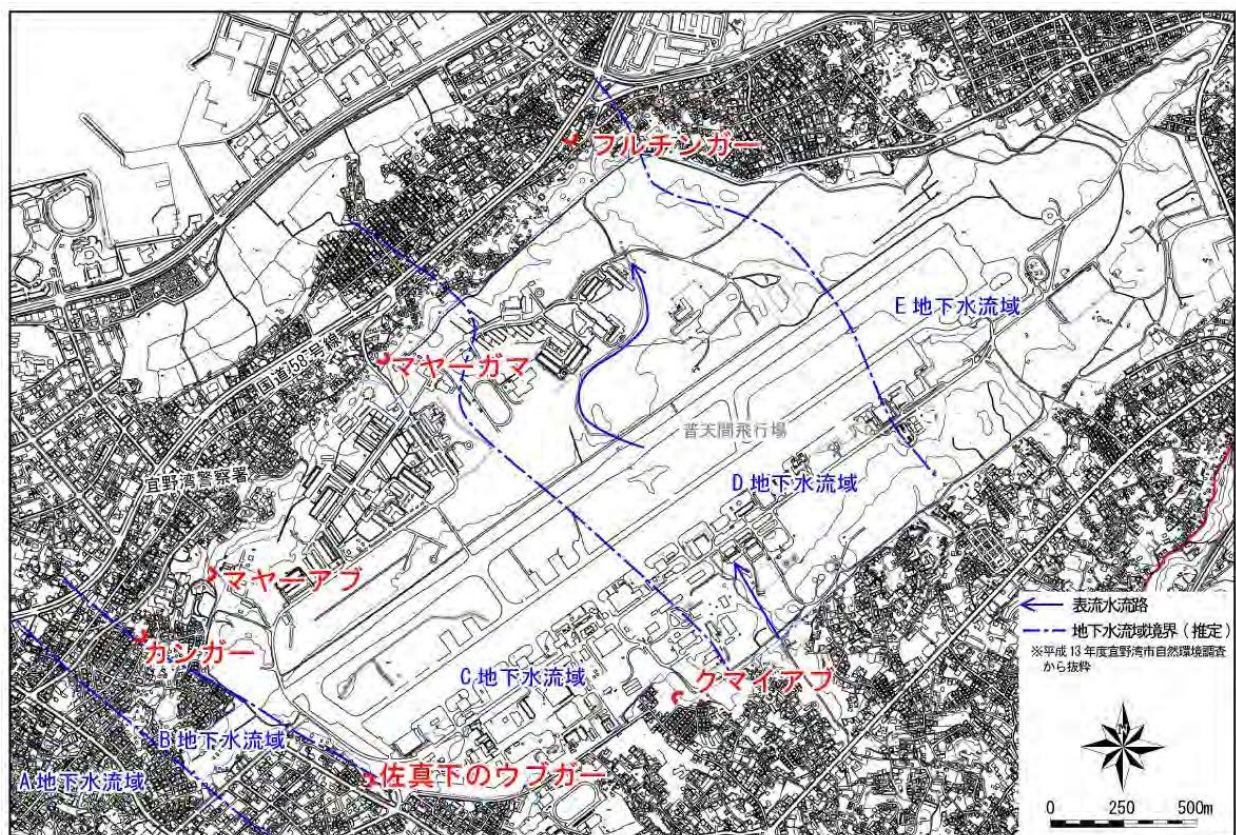 フルチンガー
E地下水流域
マヤーガマ
国道58号線
普天間飛行場
宜野湾警察署
D地下水流域
マヤーアブ
カンガー
C地下水流域
クマイアブ
B地下水流域
A地下水流域
佐真下のウブガー
表流水流路
地下水流域境界(推定)
※平成13年度宜野湾市自然環境調査
から抜粋
0 250 500m